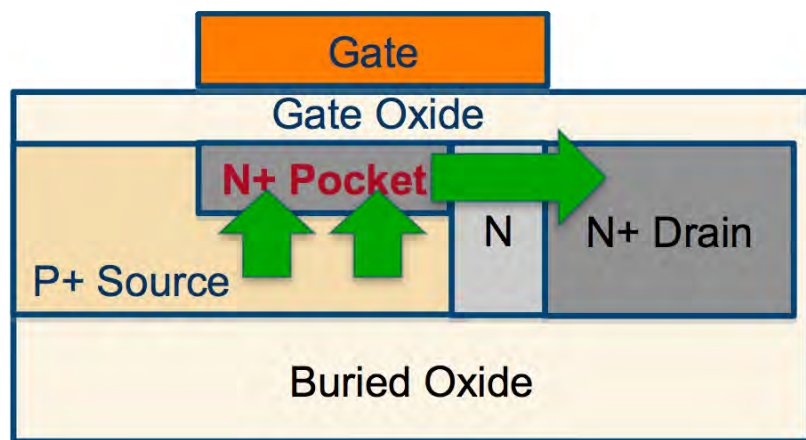 Gate
Gate Oxide
N+ Pocket
N
N+ Drain
P+ Source
Buried Oxide